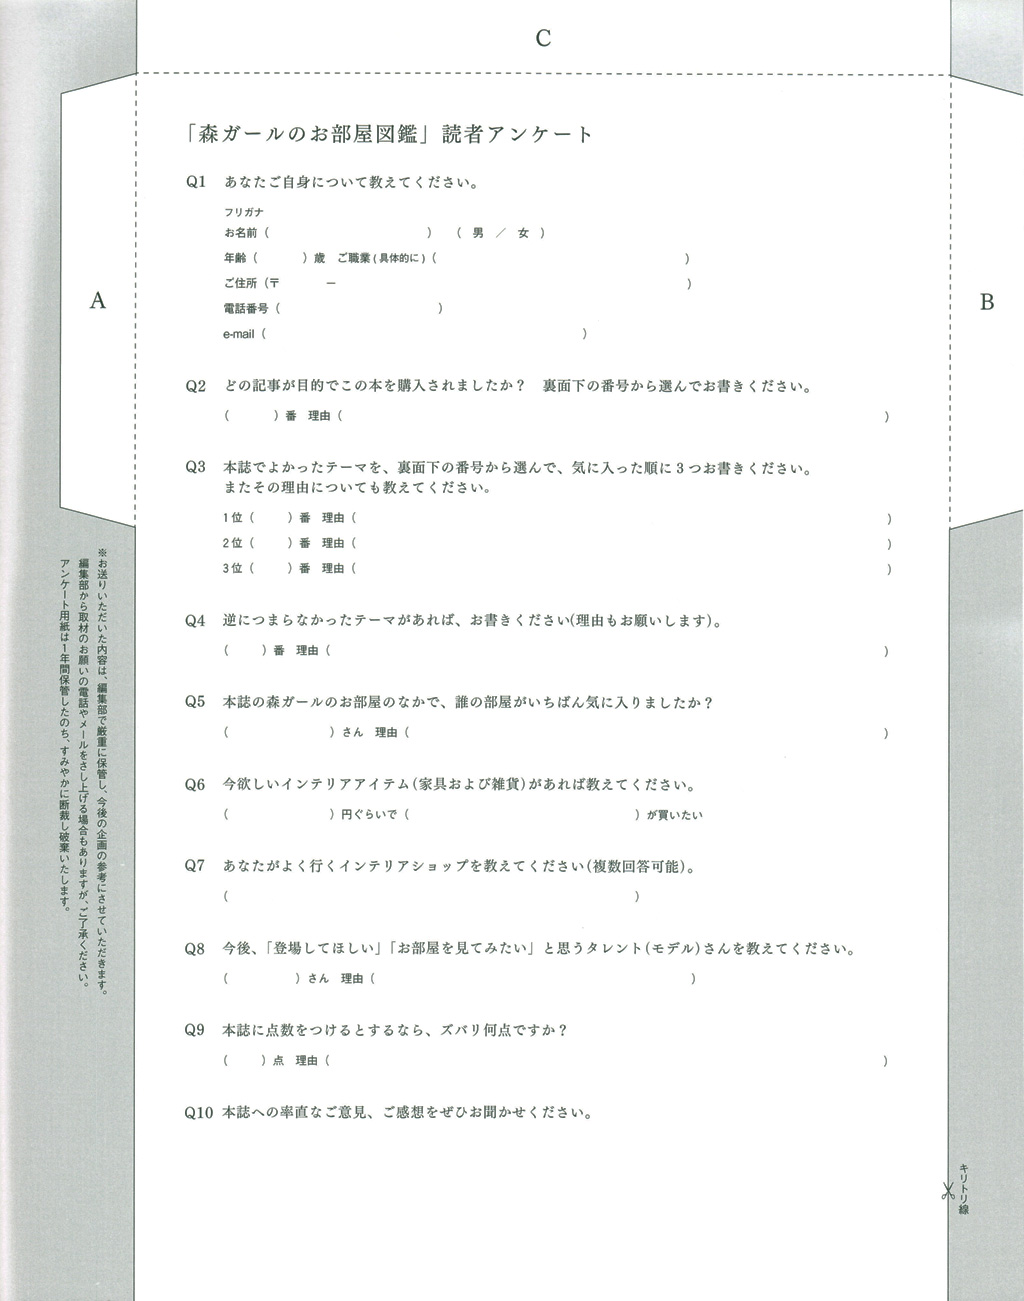 C
「森ガールのお部屋図鑑」読者アンケート
Q1 あなたご自身について教えてください。
フリガナ
お名前（ ） （ 男 ／ 女 ）
年齢（ ）歳 ご職業(具体的に)（ ）
ご住所（〒 － ）
電話番号（ ）
e-mail（ ）
A
B
Q2 どの記事が目的でこの本を購入されましたか？ 裏面下の番号から選んでお書きください。
（ ）番 理由（ ）
Q3 本誌でよかったテーマを、裏面下の番号から選んで、気に入った順に3つお書きください。
またその理由についても教えてください。
1位（ ）番 理由（ ）
2位（ ）番 理由（ ）
3位（ ）番 理由（ ）
Q4 逆につまらなかったテーマがあれば、お書きください(理由もお願いします)。
（ ）番 理由（ ）
Q5 本誌の森ガールのお部屋のなかで、誰の部屋がいちばん気に入りましたか？
（ ）さん 理由（ ）
Q6 今欲しいインテリアアイテム(家具および雑貨)があれば教えてください。
（ ）円ぐらいで（ ）が買いたい
Q7 あなたがよく行くインテリアショップを教えてください(複数回答可能)。
（ ）
Q8 今後、「登場してほしい」「お部屋を見てみたい」と思うタレント(モデル)さんを教えてください。
（ ）さん 理由（ ）
Q9 本誌に点数をつけるとするなら、ズバリ何点ですか？
（ ）点 理由（ ）
Q10 本誌への率直なご意見、ご感想をぜひお聞かせください。
※お送りいただいた内容は、編集部で厳重に保管し、今後の企画の参考にさせていただきます。
編集部から取材のお願いの電話やメールをさし上げる場合もありますが、ご了承ください。
アンケート用紙は1年間保管したのち、すみやかに断裁し破棄いたします。
キリトリ線